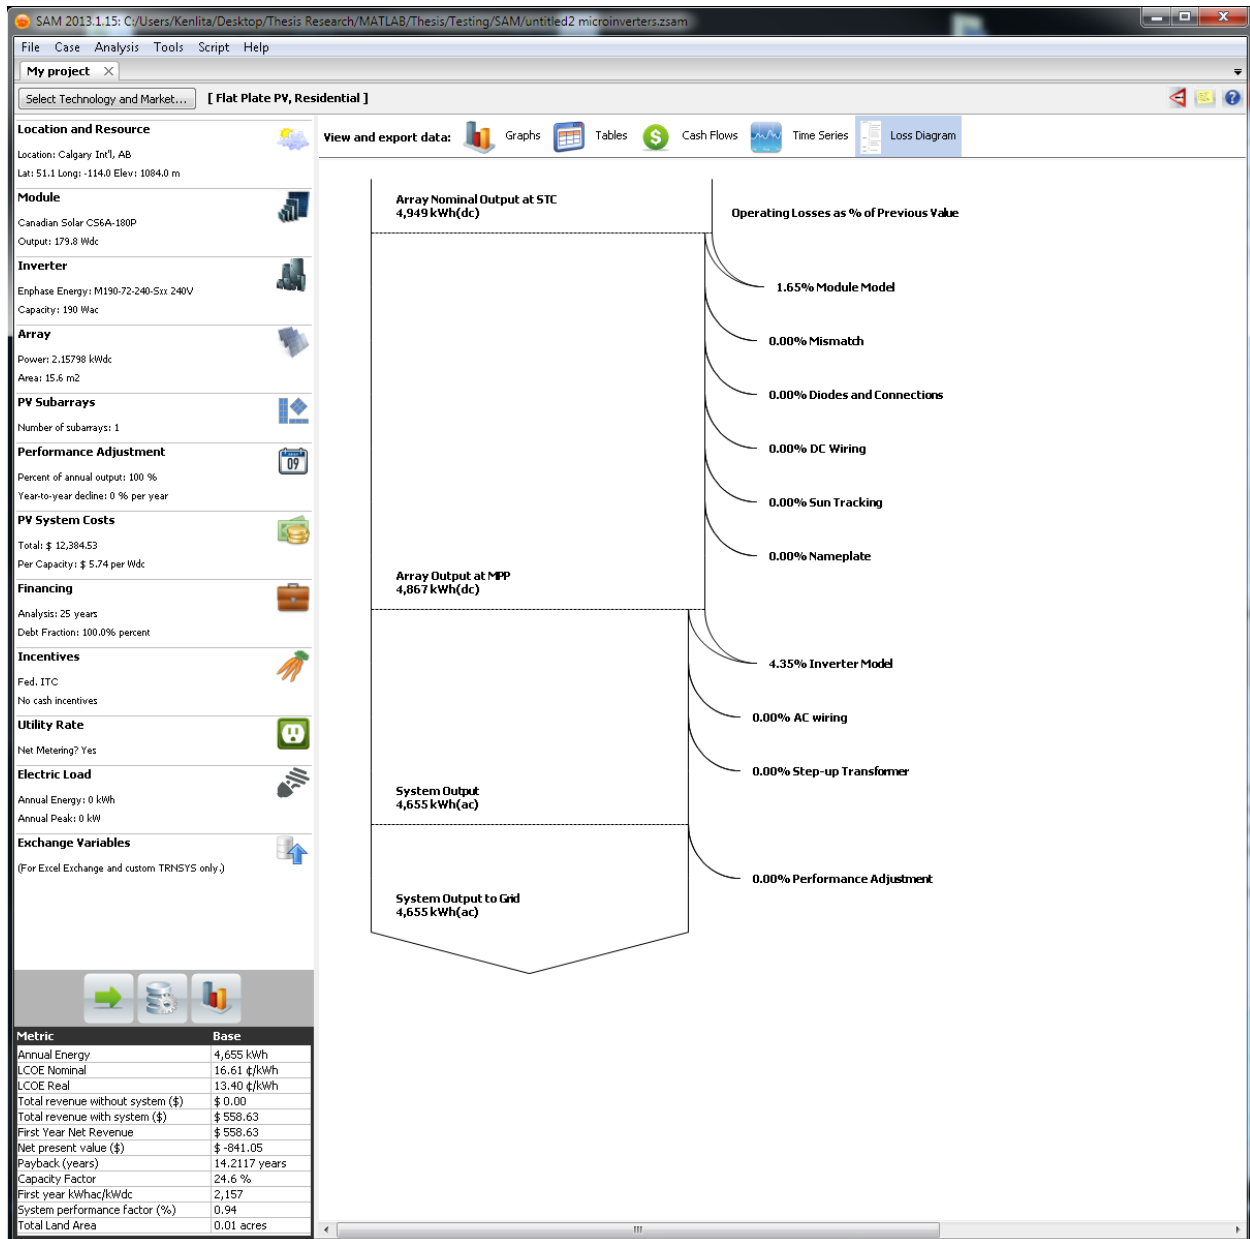 SAM 2013.1.15: C:/Users/Kenlita/Desktop/Thesis Research/MATLAB/Thesis/Testing/SAM/untitled2 microinverters.zsam
File Case Analysis Tools Script Help
My project
Select Technology and Market... [ Flat Plate PV, Residential ]
Location and Resource
Location: Calgary Int'l, AB
Lat: 51.1 Long: -114.0 Elev: 1084.0 m
Module
Canadian Solar CS6A-180P
Output: 179.8 Wdc
Inverter
Enphase Energy: M190-72-240-Sxx 240V
Capacity: 190 Wac
Array
Power: 2.15798 kWdc
Area: 15.6 m2
PV Subarrays
Number of subarrays: 1
Performance Adjustment
Percent of annual output: 100 %
Year-to-year decline: 0 % per year
09
PV System Costs
Total: $ 12,384.53
Per Capacity: $ 5.74 per Wdc
Financing
Analysis: 25 years
Debt Fraction: 100.0% percent
Incentives
Fed. ITC
No cash incentives
Utility Rate
Net Metering? Yes
Electric Load
Annual Energy: 0 kWh
Annual Peak: 0 kW
Exchange Variables
(For Excel Exchange and custom TRNSYS only.)
Metric Base
Annual Energy 4,655 kWh
LCOE Nominal 16.61 ¢/kWh
LCOE Real 13.40 ¢/kWh
Total revenue without system ($) $ 0.00
Total revenue with system ($) $ 558.63
First Year Net Revenue $ 558.63
Net present value ($) $ -841.05
Payback (years) 14.2117 years
Capacity Factor 24.6 %
First year kWhac/kWdc 2,157
System performance factor (%) 0.94
Total Land Area 0.01 acres
View and export data: Graphs Tables Cash Flows Time Series Loss Diagram
Array Nominal Output at STC
4,949 kWh(dc)
Operating Losses as % of Previous Value
1.65% Module Model
0.00% Mismatch
0.00% Diodes and Connections
0.00% DC Wiring
0.00% Sun Tracking
0.00% Nameplate
Array Output at MPP
4,867 kWh(dc)
4.35% Inverter Model
0.00% AC wiring
0.00% Step-up Transformer
System Output
4,655 kWh(ac)
0.00% Performance Adjustment
System Output to Grid
4,655 kWh(ac)